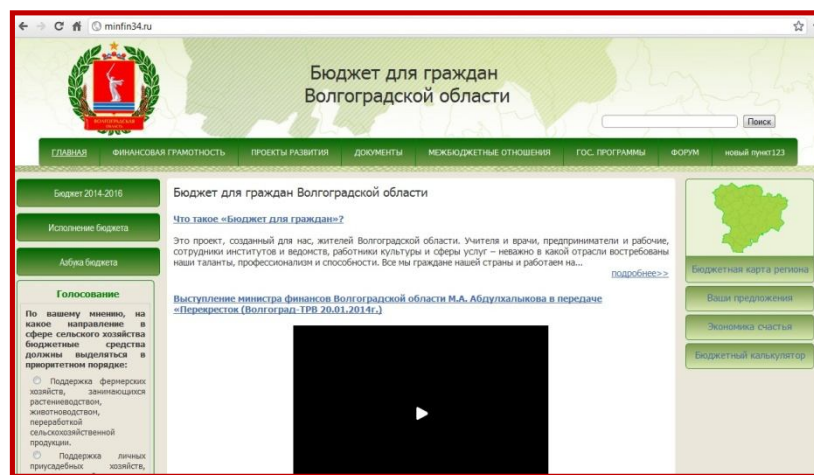 minfin34.ru
ВОЛГОГРАДСКАЯ
ОБЛАСТЬ
Бюджет для граждан
Волгоградской области
Поиск
ГЛАВНАЯ ФИНАНСОВАЯ ГРАМОТНОСТЬ ПРОЕКТЫ РАЗВИТИЯ ДОКУМЕНТЫ МЕЖБЮДЖЕТНЫЕ ОТНОШЕНИЯ ГОС. ПРОГРАММЫ ФОРУМ новый пункт123
Бюджет 2014-2016
Исполнение бюджета
Азбука бюджета
Голосование
По вашему мнению, на
какое направление в
сфере сельского хозяйства
бюджетные средства
должны выделяться в
приоритетном порядке:
Поддержка фермерских
хозяйств, занимающихся
растениеводством,
животноводством,
переработкой
сельскохозяйственной
продукции.
Поддержка личных
приусадебных хозяйств,
Бюджет для граждан Волгоградской области
Что такое «Бюджет для граждан»?
Это проект, созданный для нас, жителей Волгоградской области. Учителя и врачи, предприниматели и рабочие,
сотрудники институтов и ведомств, работники культуры и сферы услуг – неважно в какой отрасли востребованы
наши таланты, профессионализм и способности. Все мы граждане нашей страны и работаем на...
подробнее>>
Выступление министра финансов Волгоградской области М.А. Абдулхалыкова в передаче
«Перекресток (Волгоград-ТРВ 20.01.2014г.)
Бюджетная карта региона
Ваши предложения
Экономика счастья
Бюджетный калькулятор